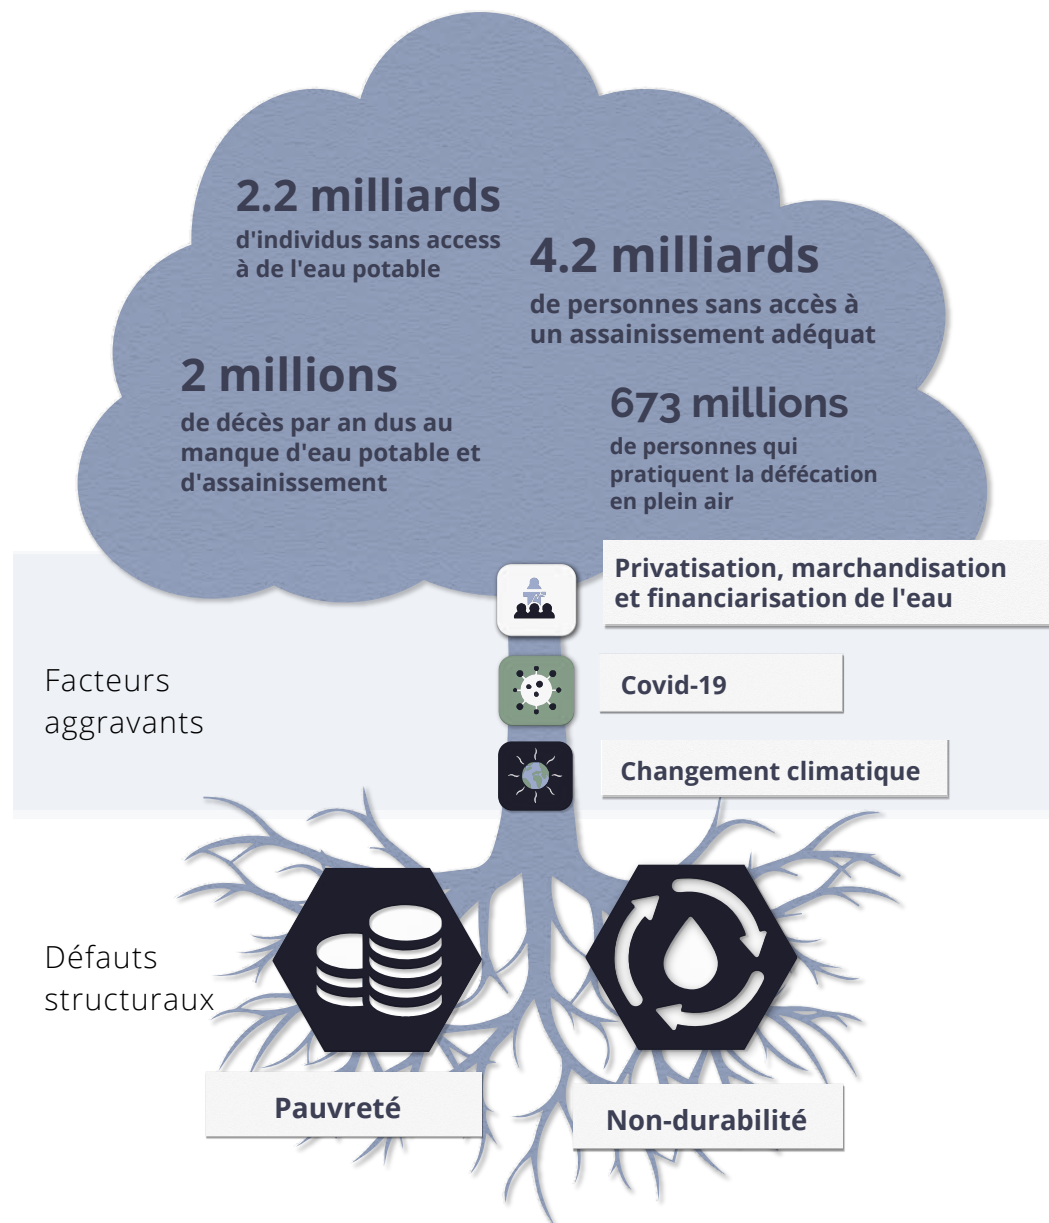 2.2 milliards
d'individus sans access
à de l'eau potable
4.2 milliards
de personnes sans accès à
un assainissement adéquat
2 millions
de décès par an dus au
manque d'eau potable et
d'assainissement
673 millions
de personnes qui
pratiquent la défécation
en plein air
Privatisation, marchandisation
et financiarisation de l'eau
Facteurs
aggravants
Covid-19
Changement climatique
Défauts
structuraux
Pauvreté
Non-durabilité